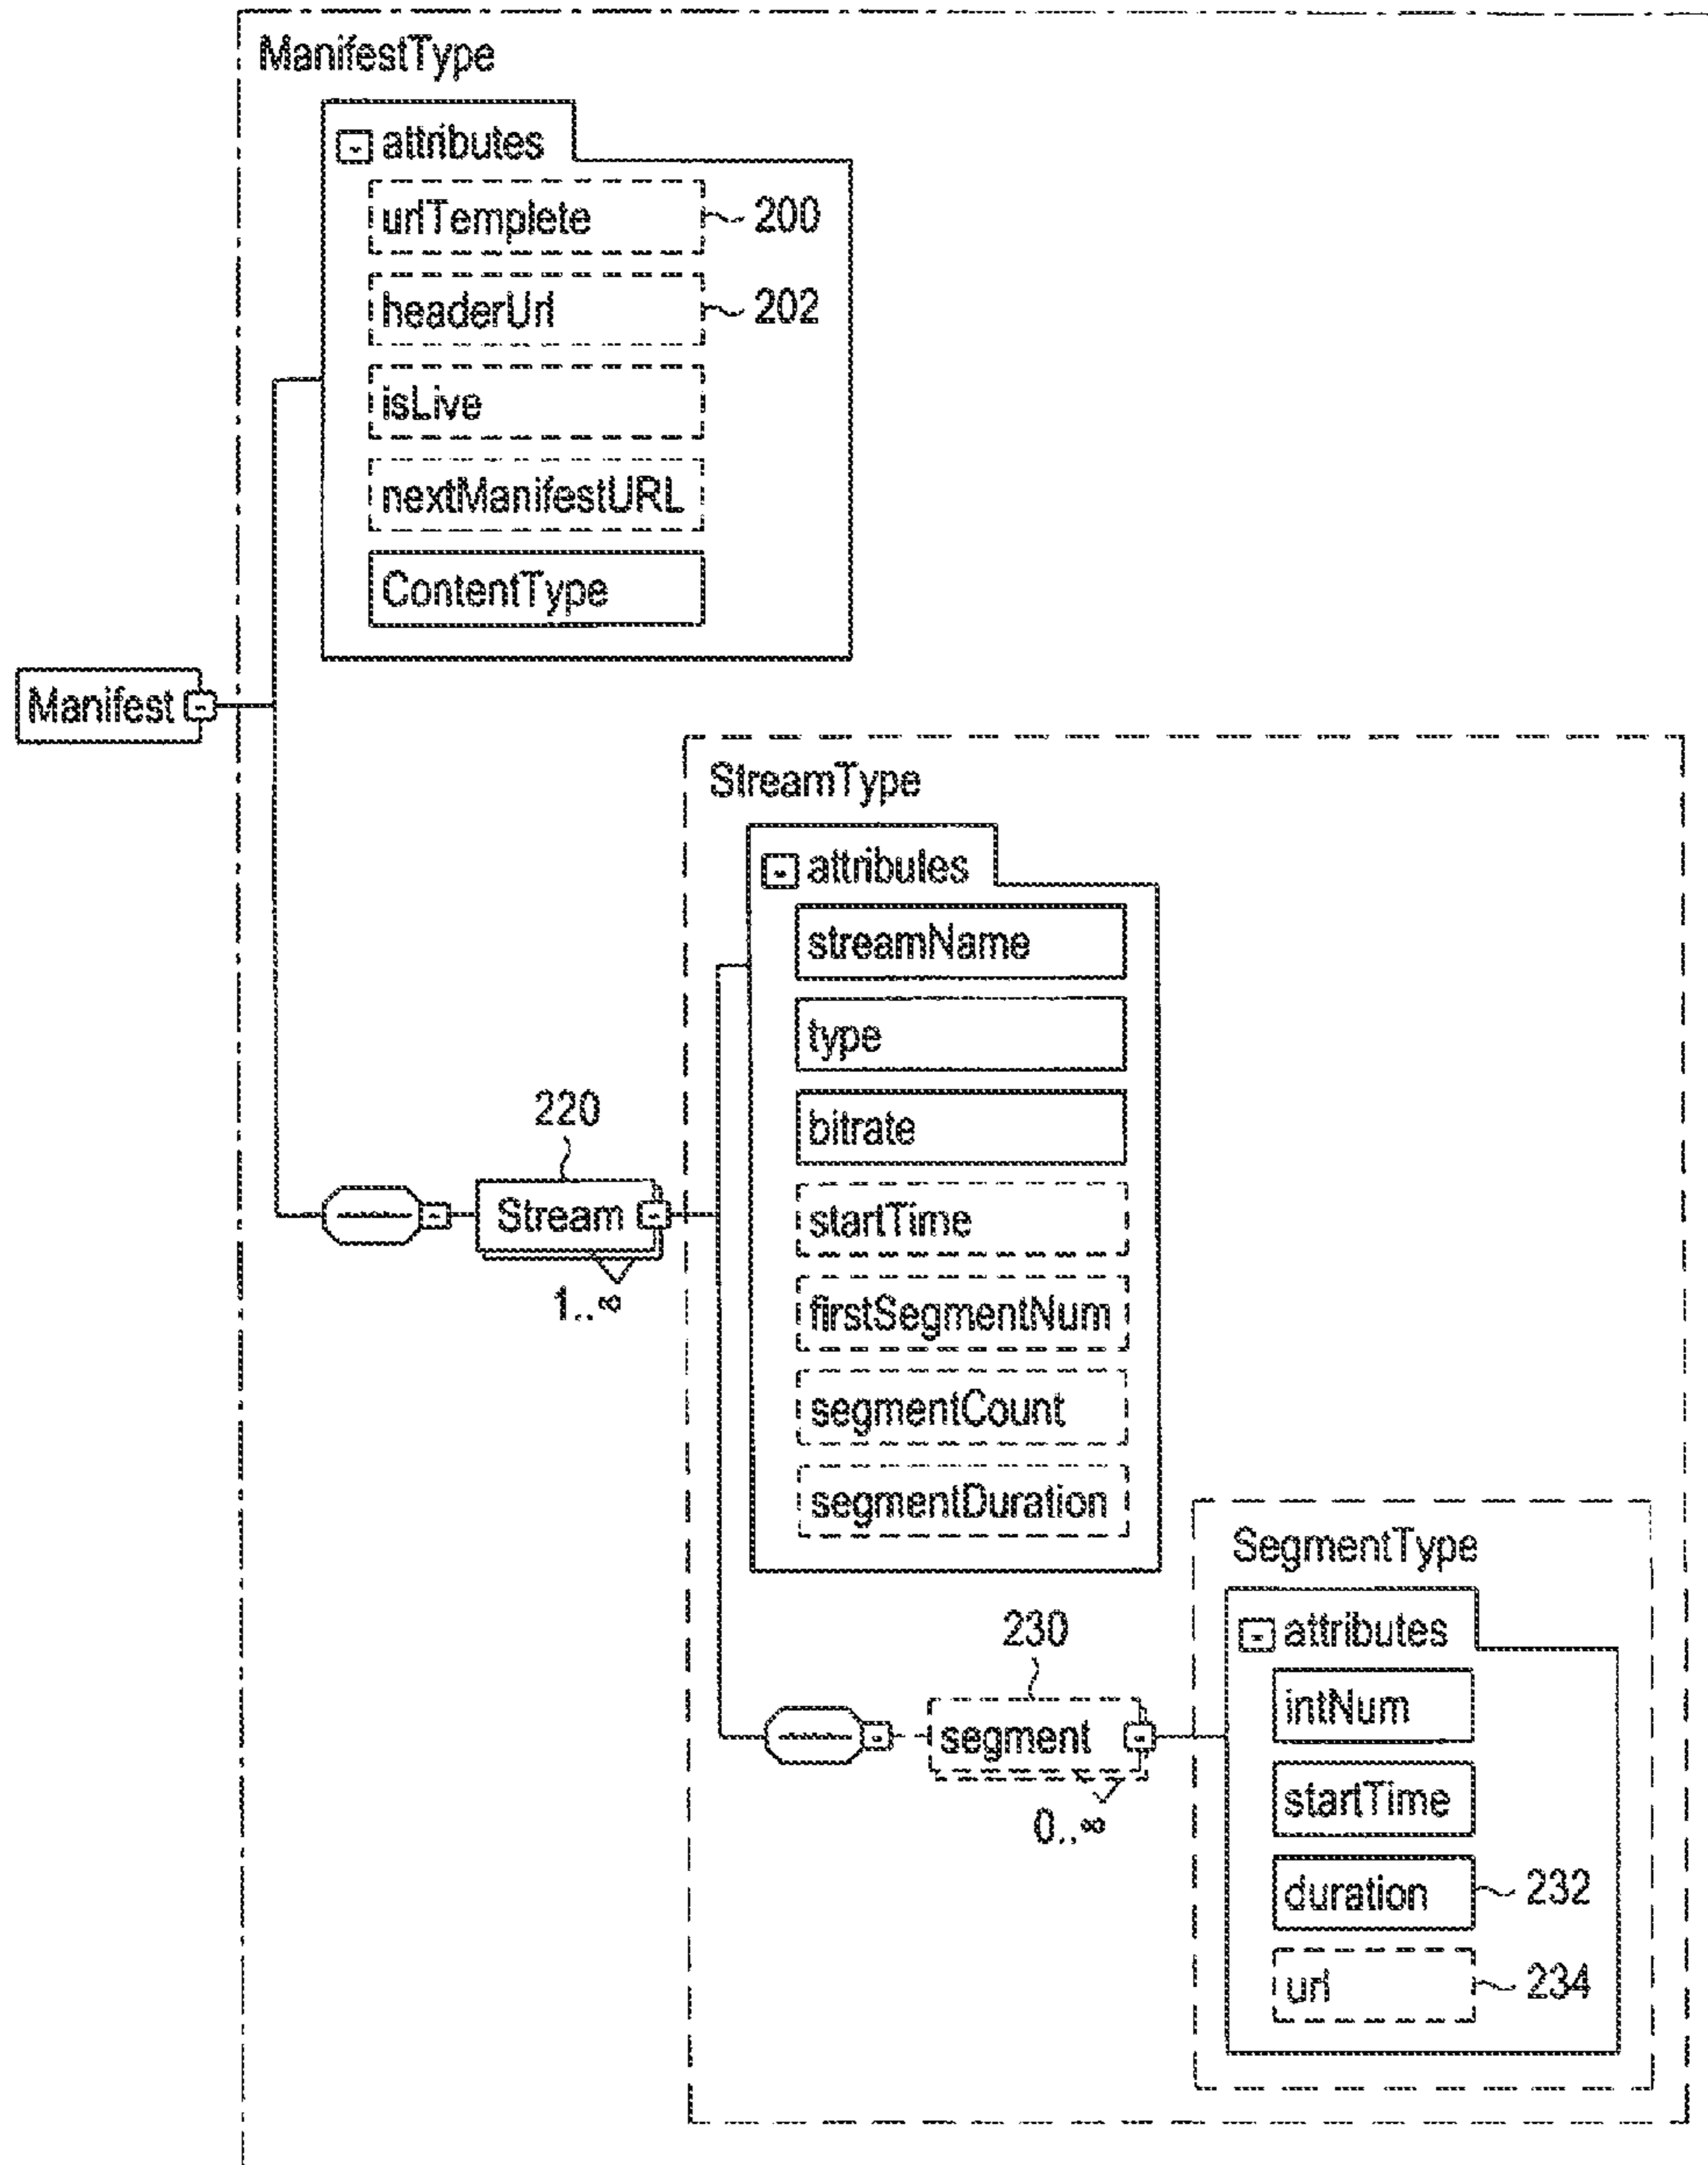 ManifestType
attributes
urlTemplete 200
headerUrl 202
isLive
nextManifestURL
ContentType
Manifest
StreamType
attributes
streamName
type
bitrate
220
Stream
1..∞
startTime
firstSegmentNum
segmentCount
segmentDuration
SegmentType
230
attributes
segment
0..∞
intNum
startTime
duration 232
url 234